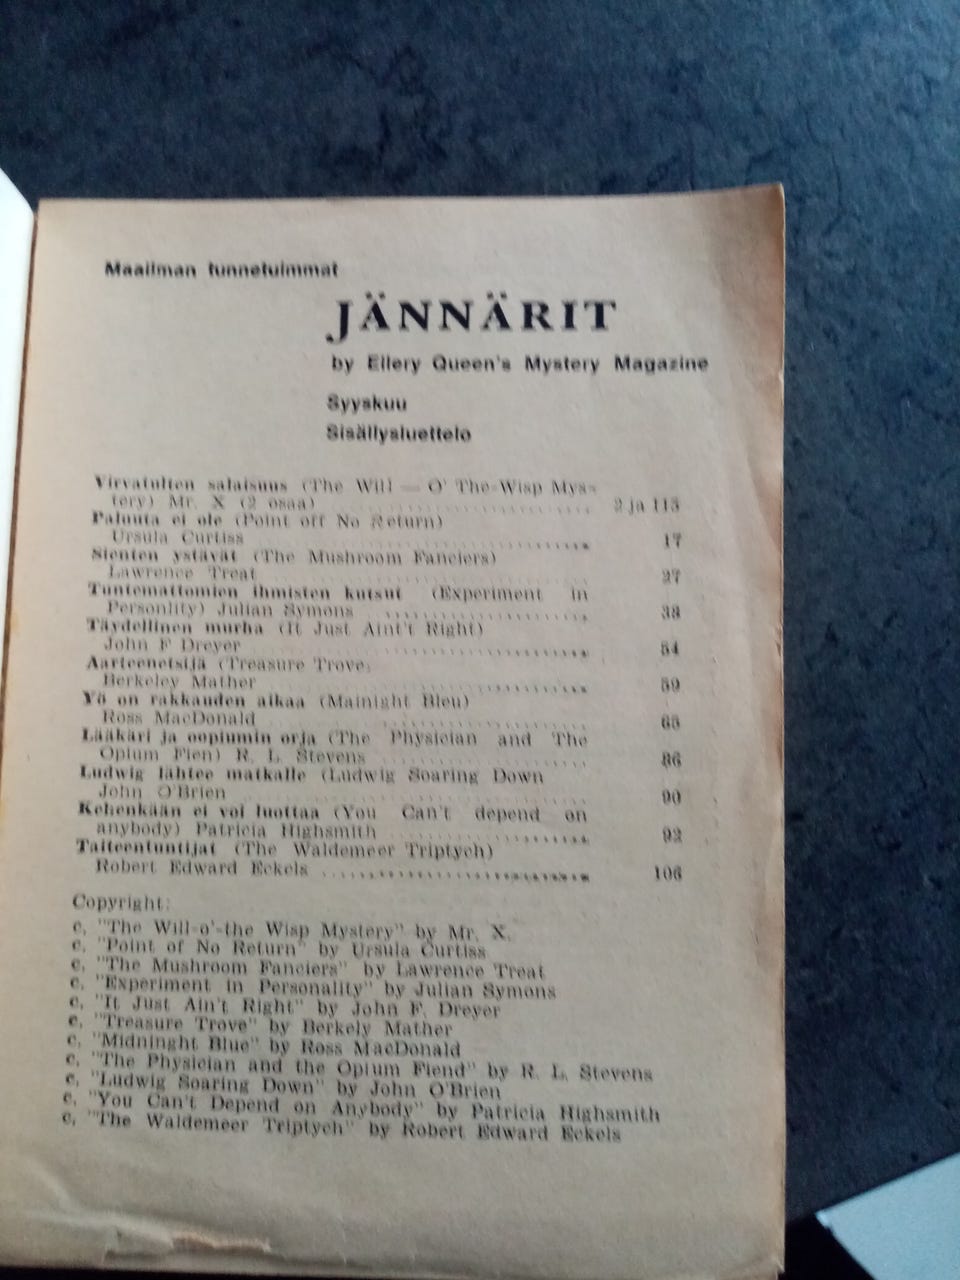 Maailman tunnetuimmat
JÄNNÄRIT
by Ellery Queen's Mystery Magazine
Syyskuu
Sisällysluettelo
Virvatulten salaisuus (The Will — O' The-Wisp Mys-
tery) Mr. X (2 osaa) 2 ja 115
Paluuta ei ole (Point off No Return)
Ursula Curtiss 17
Sienten ystävät (The Mushroom Fanciers)
Lawrence Treat 27
Tuntemattomien ihmisten kutsut (Experiment in
Personlity) Julian Symons 38
Täydellinen murha (It Just Ain't Right)
John F Dreyer 54
Aarteenetsijä (Treasure Trove)
Berkeley Mather 59
Yö on rakkauden aikaa (Mainight Bleu)
Ross MacDonald 65
Lääkäri ja oopiumin orja (The Physician and The
Opium Fien) R. L. Stevens 86
Ludwig lähtee matkalle (Ludwig Soaring Down
John O'Brien 90
Kehenkään ei voi luottaa (You Can't depend on
anybody) Patricia Highsmith 92
Taiteentuntijat (The Waldemeer Triptych)
Robert Edward Eckels 106
Copyright:
c. "The Will-o'-the Wisp Mystery" by Mr. X.
c. "Point of No Return" by Ursula Curtiss
c. "The Mushroom Fanciers" by Lawrence Treat
c. "Experiment in Personality" by Julian Symons
c. "It Just Ain't Right" by John F. Dreyer
c. "Treasure Trove" by Berkely Mather
c. "Midninght Blue" by Ross MacDonald
c. "The Physician and the Opium Fiend" by R. L. Stevens
c. "Ludwig Soaring Down" by John O'Brien
c. "You Can't Depend on Anybody" by Patricia Highsmith
c. "The Waldemeer Triptych" by Robert Edward Eckels